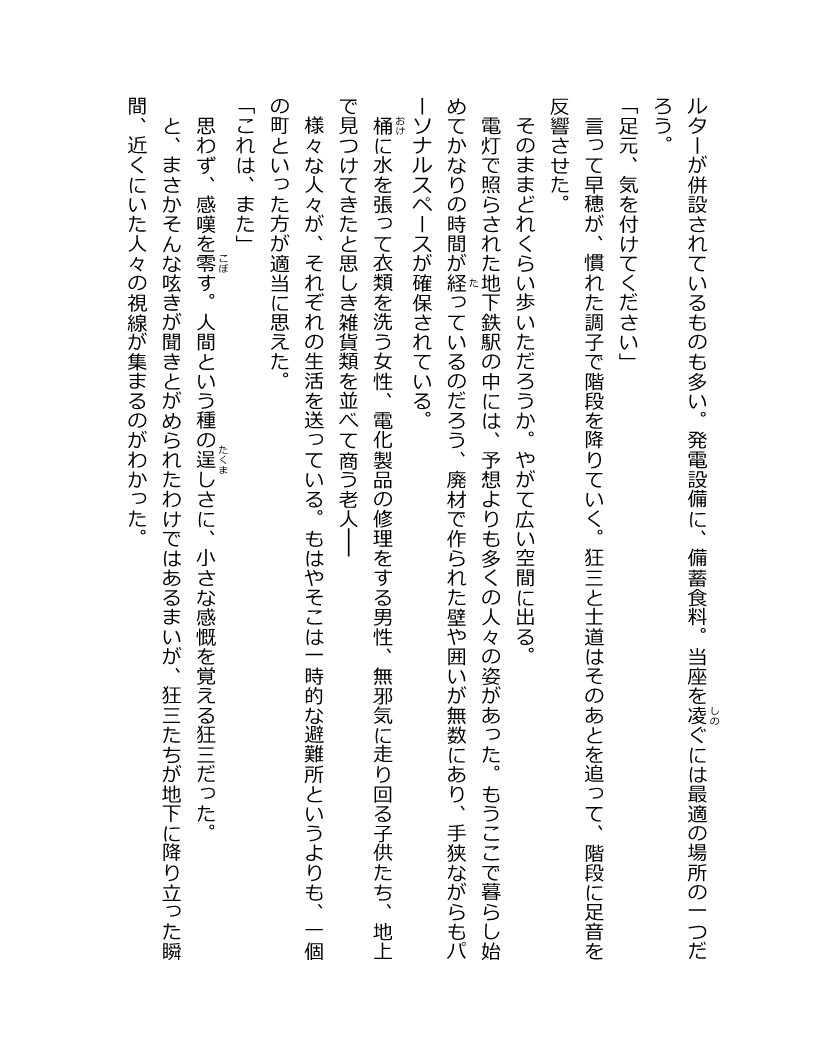 ルターが併設されているものも多い。発電設備に、備蓄食料。当座を凌ぐには最適の場所の一つだ
ろう。
「足元、気を付けてください」
言って早穂が、慣れた調子で階段を降りていく。狂三と士道はそのあとを追って、階段に足音を
反響させた。
そのままどれくらい歩いただろうか。やがて広い空間に出る。
電灯で照らされた地下鉄駅の中には、予想よりも多くの人々の姿があった。もうここで暮らし始
めてかなりの時間が経っているのだろう、廃材で作られた壁や囲いが無数にあり、手狭ながらもパ
ーソナルスペースが確保されている。
桶に水を張って衣類を洗う女性、電化製品の修理をする男性、無邪気に走り回る子供たち、地上
で見つけてきたと思しき雑貨類を並べて商う老人――
様々な人々が、それぞれの生活を送っている。もはやそこは一時的な避難所というよりも、一個
の町といった方が適当に思えた。
「これは、また」
思わず、感嘆を零す。人間という種の逞しさに、小さな感慨を覚える狂三だった。
と、まさかそんな呟きが聞きとがめられたわけではあるまいが、狂三たちが地下に降り立った瞬
間、近くにいた人々の視線が集まるのがわかった。